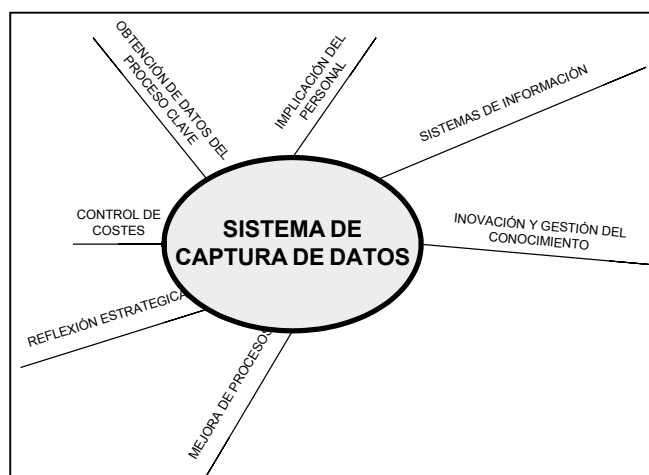 OBTENCIÓN DE DATOS DEL
PROCESO CLAVE
IMPLICACIÓN DEL
PERSONAL
SISTEMAS DE INFORMACIÓN
CONTROL DE
COSTES
SISTEMA DE
CAPTURA DE DATOS
INOVACIÓN Y GESTIÓN DEL
CONOCIMIENTO
REFLEXIÓN ESTRATEGICA
MEJORA DE PROCESOS